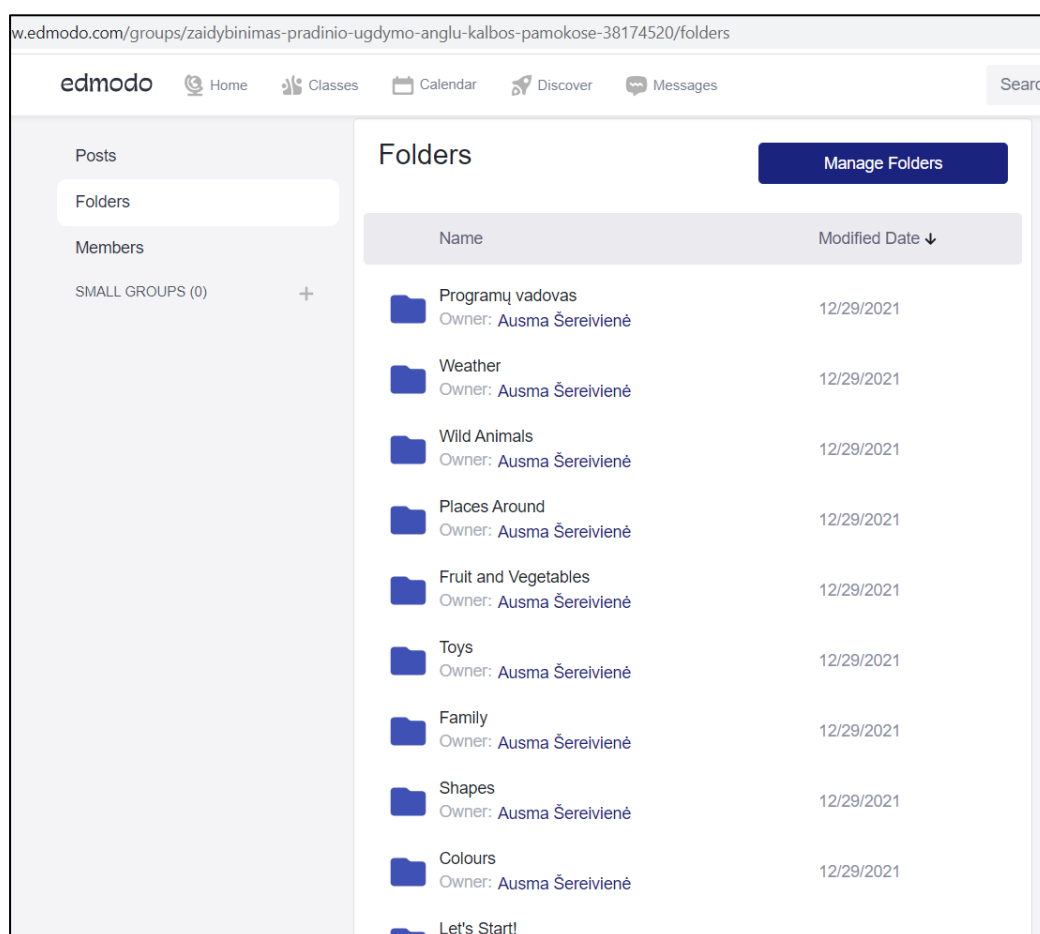 w.edmodo.com/groups/zaidybinimas-pradinio-ugdymo-anglu-kalbos-pamokose-38174520/folders
edmodo Home Classes Calendar Discover Messages Searc
Posts
Folders
Members
SMALL GROUPS (0) +
Folders
Manage Folders
Name Modified Date ↓
Programų vadovas
Owner: Ausma Šereivienė 12/29/2021
Weather
Owner: Ausma Šereivienė 12/29/2021
Wild Animals
Owner: Ausma Šereivienė 12/29/2021
Places Around
Owner: Ausma Šereivienė 12/29/2021
Fruit and Vegetables
Owner: Ausma Šereivienė 12/29/2021
Toys
Owner: Ausma Šereivienė 12/29/2021
Family
Owner: Ausma Šereivienė 12/29/2021
Shapes
Owner: Ausma Šereivienė 12/29/2021
Colours
Owner: Ausma Šereivienė 12/29/2021
Let's Start!